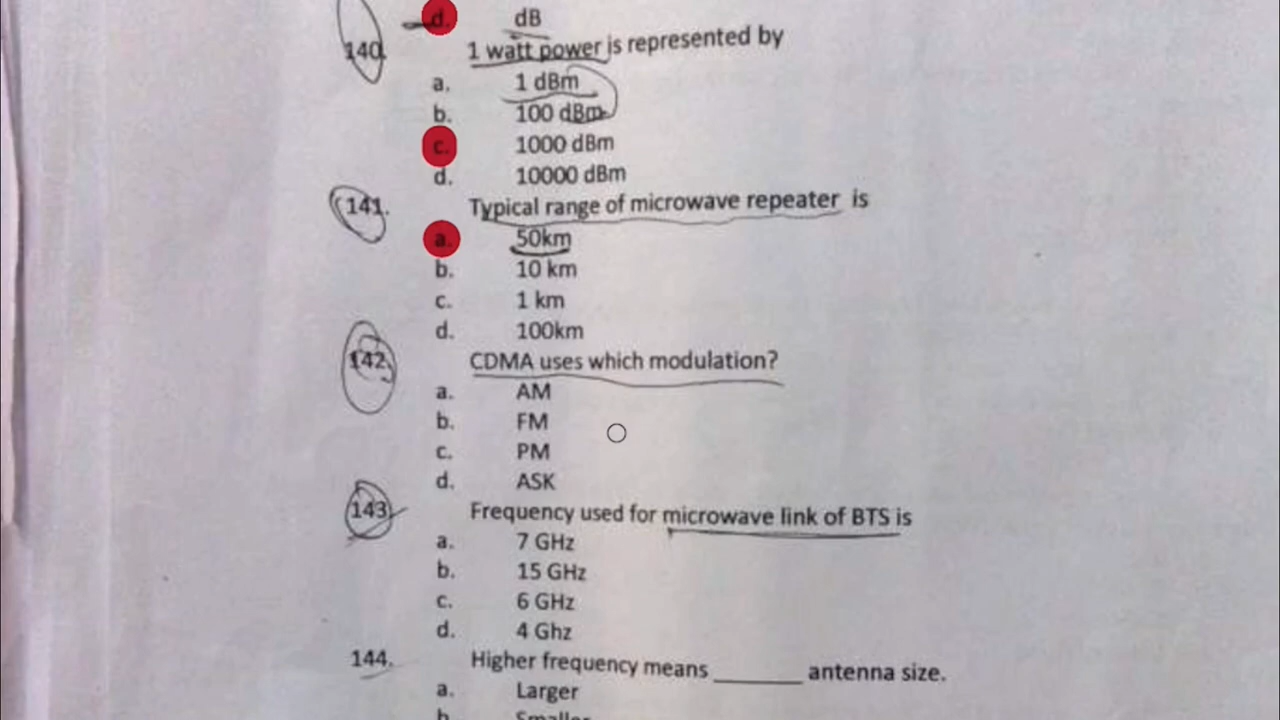 d. dB
140. 1 watt power is represented by
a. 1 dBm
b. 100 dBm
c. 1000 dBm
d. 10000 dBm
141. Typical range of microwave repeater is
a. 50km
b. 10 km
c. 1 km
d. 100km
142. CDMA uses which modulation?
a. AM
b. FM
c. PM
d. ASK
143. Frequency used for microwave link of BTS is
a. 7 GHz
b. 15 GHz
c. 6 GHz
d. 4 Ghz
144. Higher frequency means ______ antenna size.
a. Larger
b. Smaller